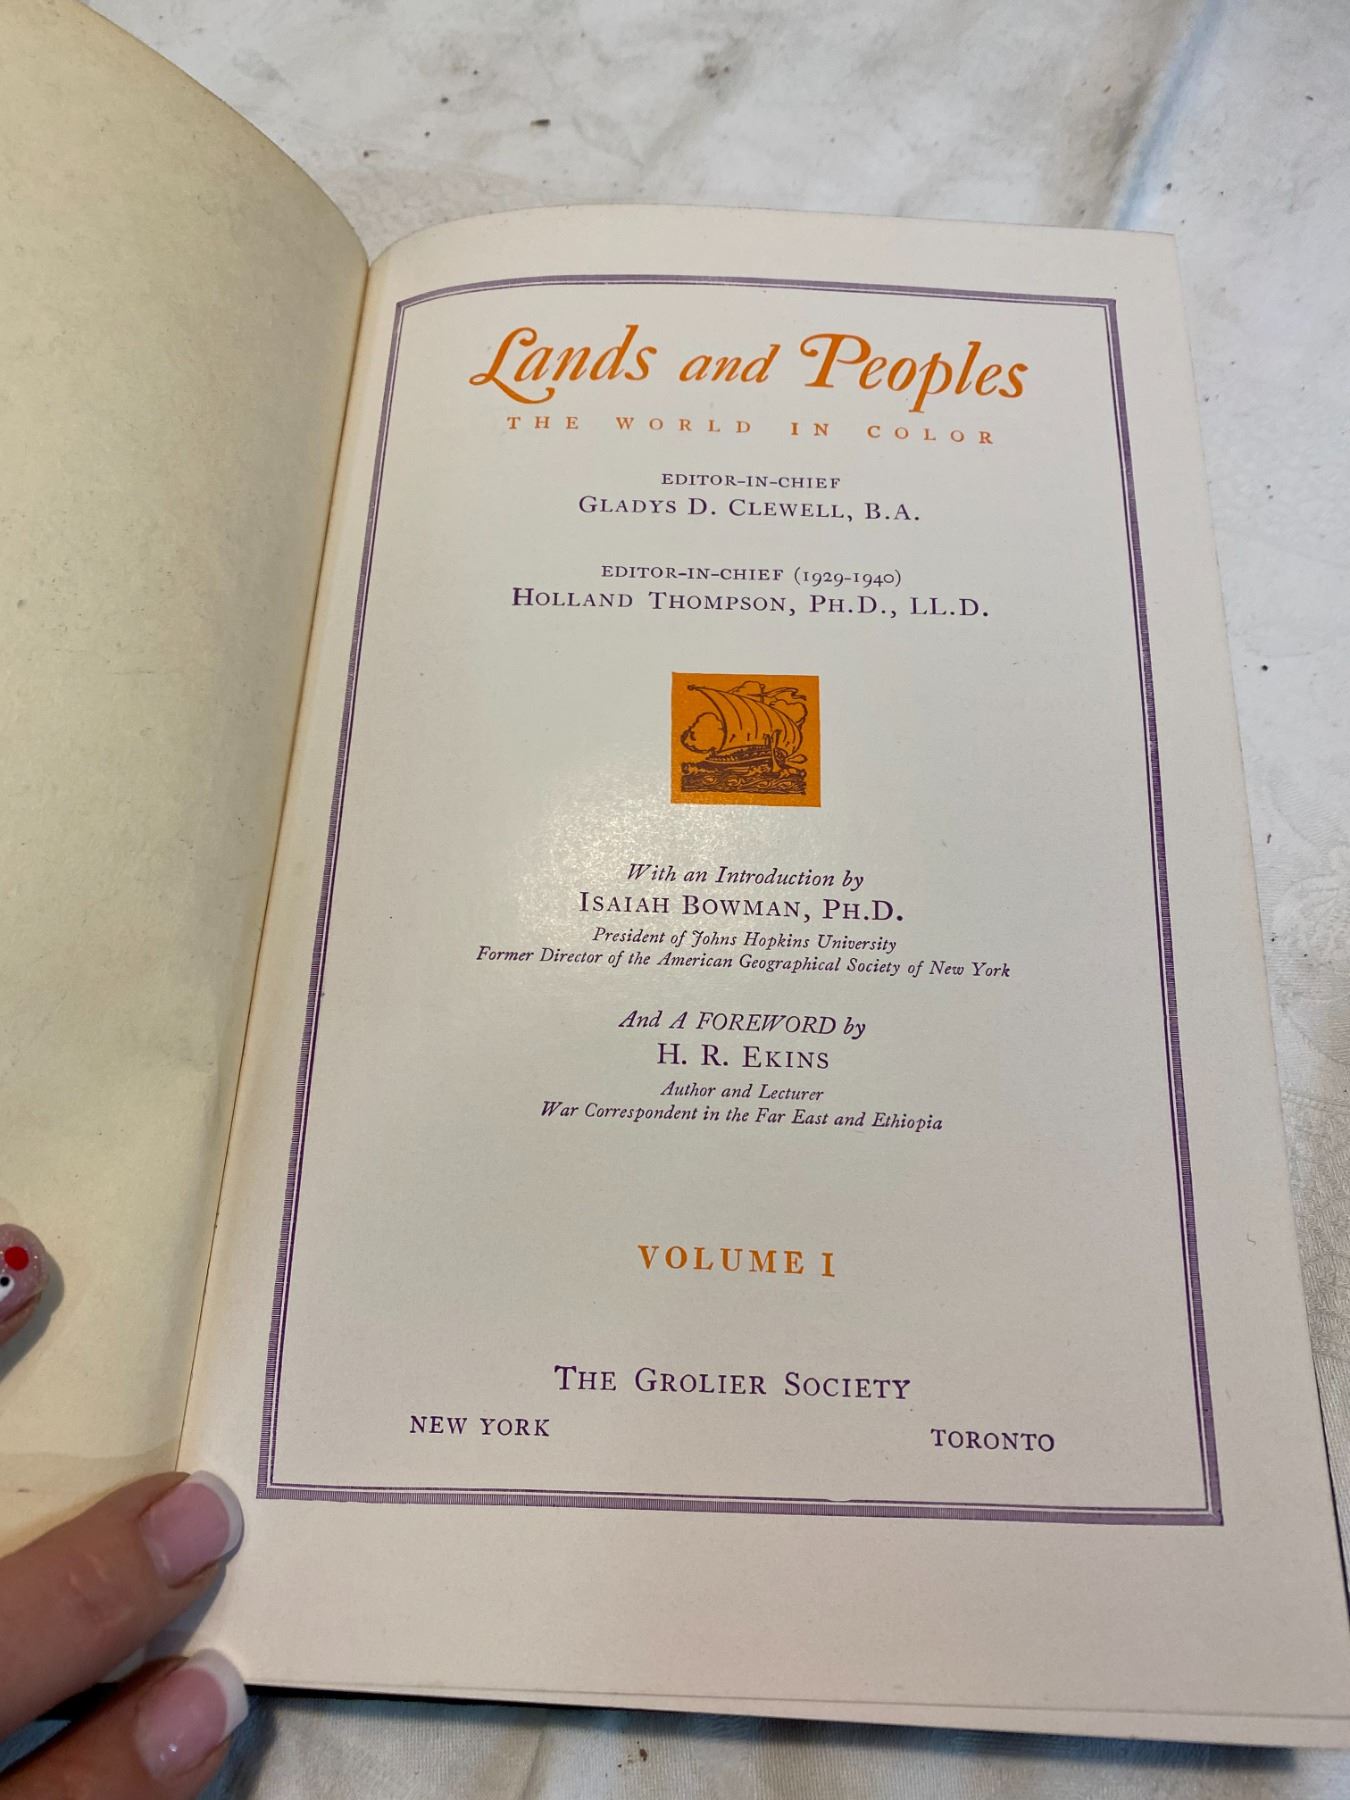 Lands and Peoples
THE WORLD IN COLOR
EDITOR-IN-CHIEF
GLADYS D. CLEWELL, B.A.
EDITOR-IN-CHIEF (1929-1940)
HOLLAND THOMPSON, PH.D., LL.D.
With an Introduction by
ISAIAH BOWMAN, PH.D.
President of Johns Hopkins University
Former Director of the American Geographical Society of New York
And A FOREWORD by
H. R. EKINS
Author and Lecturer
War Correspondent in the Far East and Ethiopia
VOLUME I
THE GROLIER SOCIETY
NEW YORK TORONTO